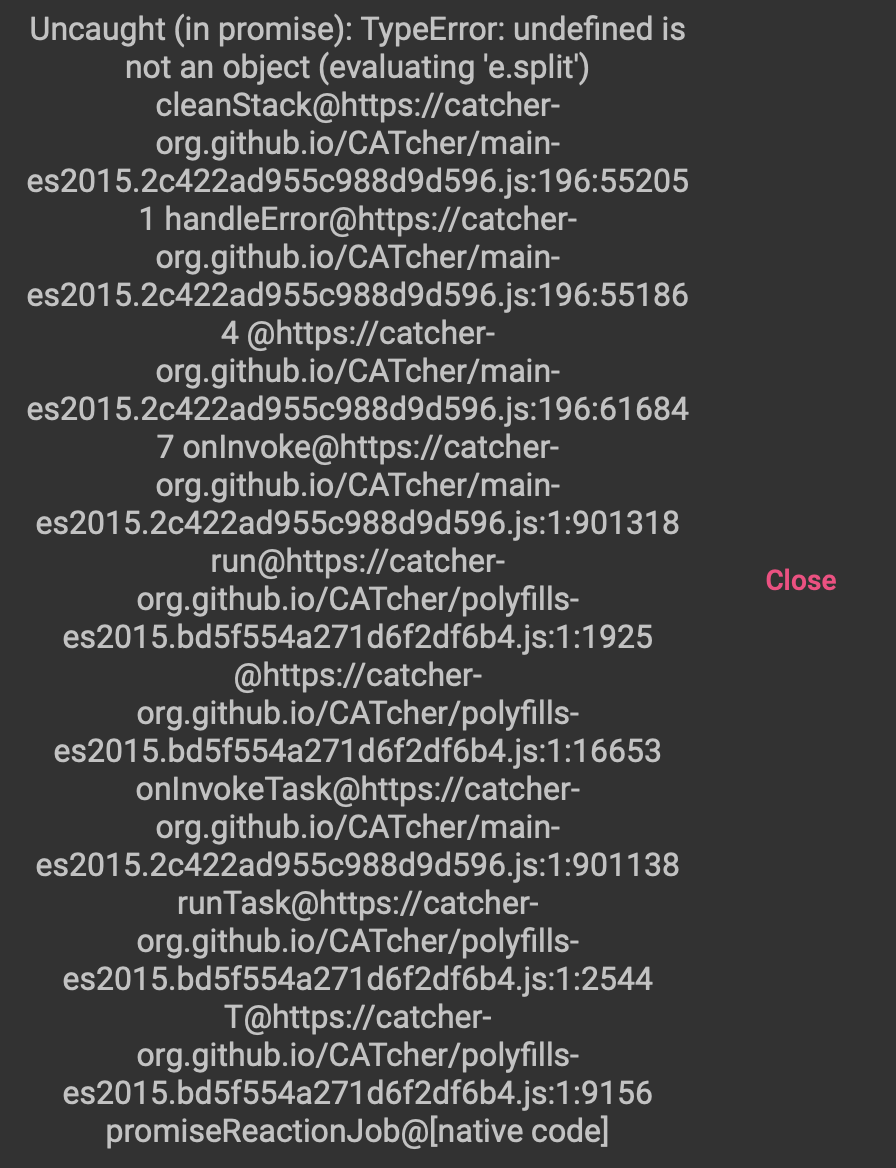 Uncaught (in promise): TypeError: undefined is
not an object (evaluating 'e.split')
cleanStack@https://catcher-
org.github.io/CATcher/main-
es2015.2c422ad955c988d9d596.js:196:55205
1 handleError@https://catcher-
org.github.io/CATcher/main-
es2015.2c422ad955c988d9d596.js:196:55186
4 @https://catcher-
org.github.io/CATcher/main-
es2015.2c422ad955c988d9d596.js:196:61684
7 onInvoke@https://catcher-
org.github.io/CATcher/main-
es2015.2c422ad955c988d9d596.js:1:901318
run@https://catcher-
org.github.io/CATcher/polyfills-
es2015.bd5f554a271d6f2df6b4.js:1:1925
@https://catcher-
org.github.io/CATcher/polyfills-
es2015.bd5f554a271d6f2df6b4.js:1:16653
onInvokeTask@https://catcher-
org.github.io/CATcher/main-
es2015.2c422ad955c988d9d596.js:1:901138
runTask@https://catcher-
org.github.io/CATcher/polyfills-
es2015.bd5f554a271d6f2df6b4.js:1:2544
T@https://catcher-
org.github.io/CATcher/polyfills-
es2015.bd5f554a271d6f2df6b4.js:1:9156
promiseReactionJob@[native code]
Close